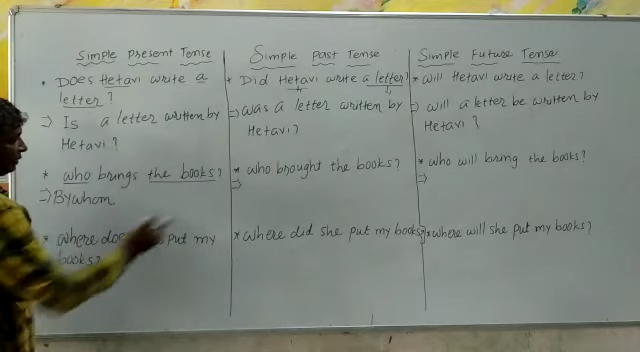 Simple Present Tense
• Does Hetavi write a
letter?
⇒ Is a letter written by
Hetavi?
* who brings the books?
⇒ By whom
* where put my
books?
Simple Past Tense
* Did Hetavi write a letter?
⇒ was a letter written by
Hetavi?
* who brought the books?
⇒
* where did she put my books?
Simple Future Tense
* will Hetavi write a letter?
⇒ will a letter be written by
Hetavi?
* who will bring the books?
⇒
* where will she put my books?